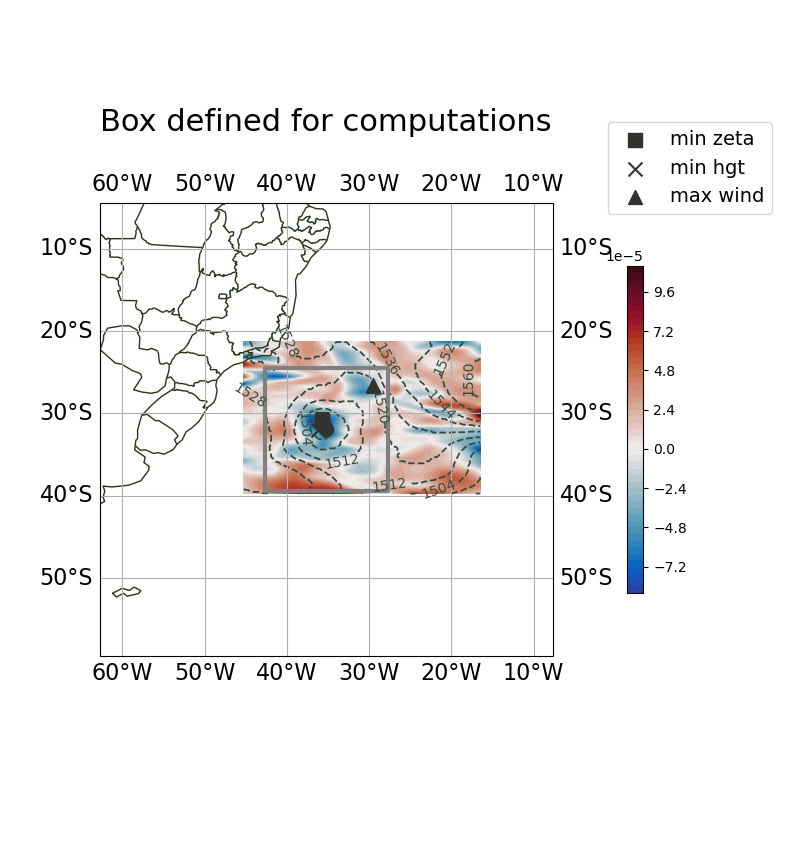 Box defined for computations
min zeta
min hgt
max wind
60°W 50°W 40°W 30°W 20°W 10°W
10°S 10°S
1e−5
9.6
20°S 20°S
7.2
1528 1536 1552 1560
4.8
1528 1520 1544
2.4
30°S 30°S
1504
0.0
1512
1512 1504
−2.4
40°S 40°S
−4.8
−7.2
50°S 50°S
60°W 50°W 40°W 30°W 20°W 10°W